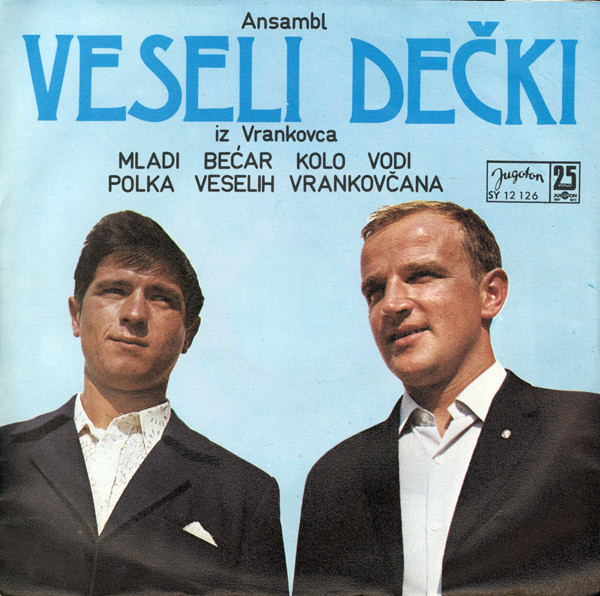 Ansambl
VESELI DEČKI
iz Vrankovca
MLADI BEĆAR KOLO VODI
POLKA VESELIH VRANKOVČANA
Jugoton
SY 12 126
25